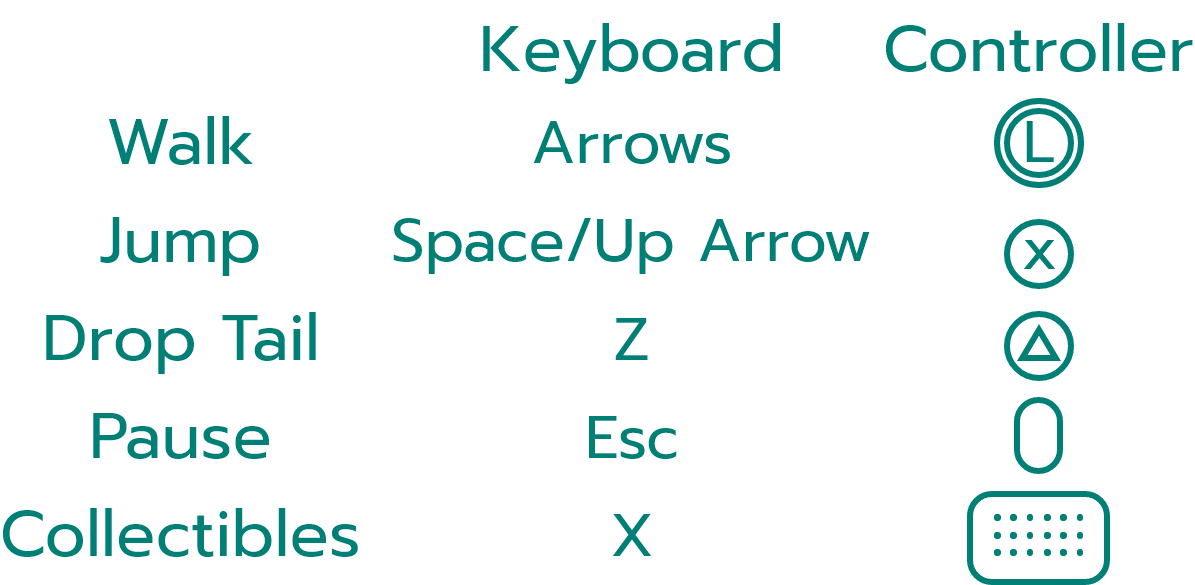 Keyboard Controller
Walk Arrows L
Jump Space/Up Arrow X
Drop Tail Z
Pause Esc
Collectibles X